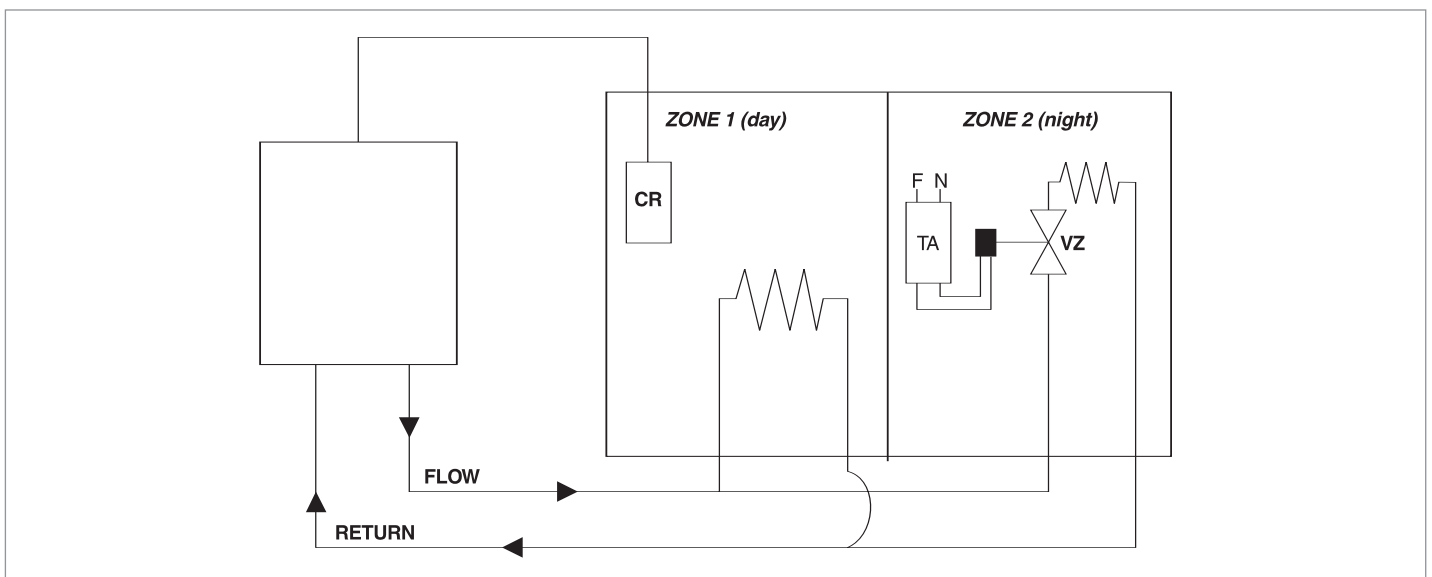 ZONE 1 (day)
ZONE 2 (night)
F N
CR
TA
VZ
FLOW
RETURN